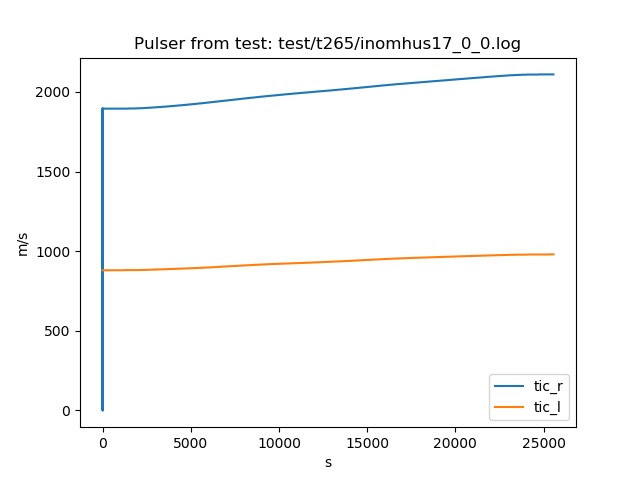 Pulser from test: test/t265/inomhus17_0_0.log
m/s
2000
1500
1000
500
0
0 5000 10000 15000 20000 25000
s
tic_r
tic_l